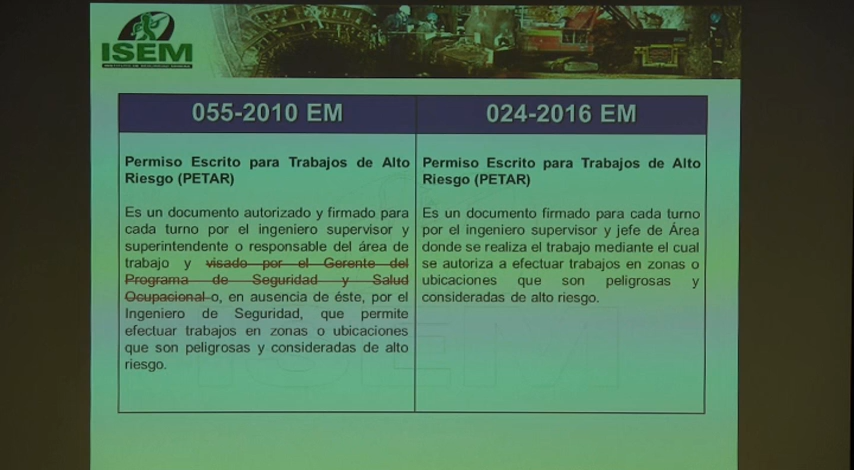 ISEM
INSTITUTO DE SEGURIDAD MINERA
055-2010 EM
024-2016 EM
Permiso Escrito para Trabajos de Alto
Riesgo (PETAR)
Es un documento autorizado y firmado para
cada turno por el ingeniero supervisor y
superintendente o responsable del área de
trabajo y visado por el Gerente del
Programa de Seguridad y Salud
Ocupacional o, en ausencia de éste, por el
Ingeniero de Seguridad, que permite
efectuar trabajos en zonas o ubicaciones
que son peligrosas y consideradas de alto
riesgo.
Permiso Escrito para Trabajos de Alto
Riesgo (PETAR)
Es un documento firmado para cada turno
por el ingeniero supervisor y jefe de Área
donde se realiza el trabajo mediante el cual
se autoriza a efectuar trabajos en zonas o
ubicaciones que son peligrosas y
consideradas de alto riesgo.
ISEM